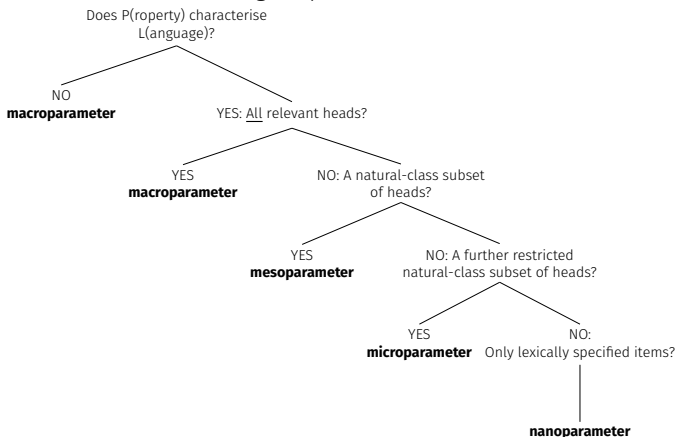 Does P(roperty) characterise
L(anguage)?
NO
macroparameter
YES: All relevant heads?
YES
macroparameter
NO: A natural-class subset
of heads?
YES
mesoparameter
NO: A further restricted
natural-class subset of heads?
YES
microparameter
NO:
Only lexically specified items?
nanoparameter